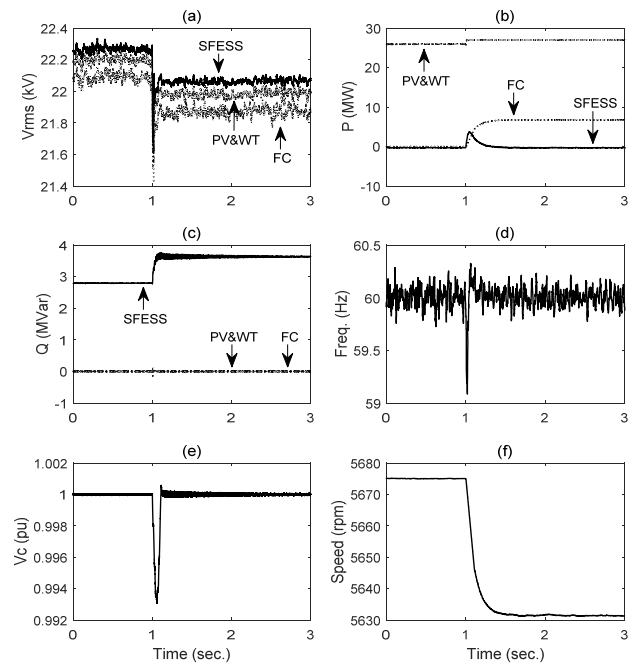 (a)
22.4
22.2
22
21.8
21.6
21.4
Vrms (kV)
SFESS
PV&WT
FC
0 1 2 3
(b)
30
20
10
0
-10
P (MW)
PV&WT
FC
SFESS
0 1 2 3
(c)
4
3
2
1
0
-1
Q (MVar)
SFESS
PV&WT FC
0 1 2 3
(d)
60.5
60
59.5
59
Freq. (Hz)
0 1 2 3
(e)
1.002
1
0.998
0.996
0.994
0.992
Vc (pu)
0 1 2 3
Time (sec.)
(f)
5680
5670
5660
5650
5640
5630
Speed (rpm)
0 1 2 3
Time (sec.)